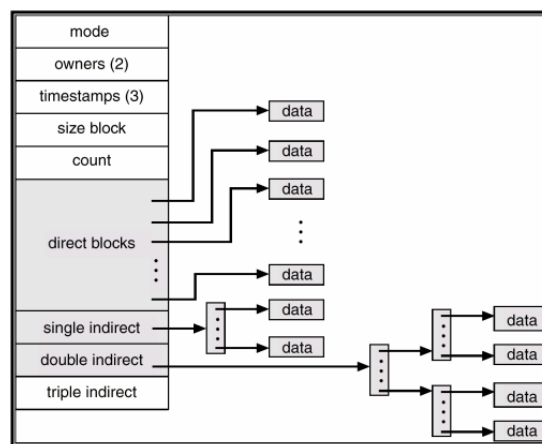 mode
owners (2)
timestamps (3)
size block
count
direct blocks
single indirect
double indirect
triple indirect
data
data
data
data
data
data
data
data
data
data